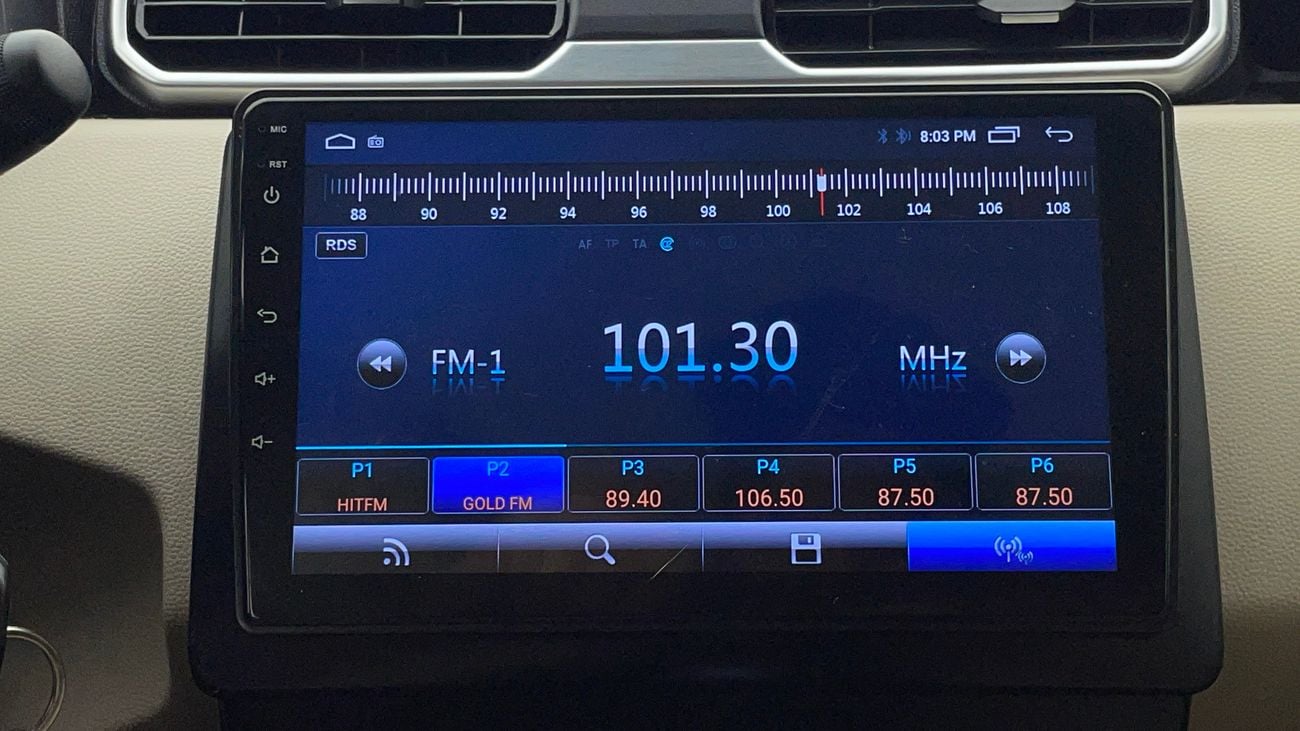 MIC
8:03 PM
RST
88 90 92 94 96 98 100 102 104 106 108
RDS
AF TP TA
FM-1 101.30 MHz
P1 P2 P3 P4 P5 P6
HITFM GOLD FM 89.40 106.50 87.50 87.50